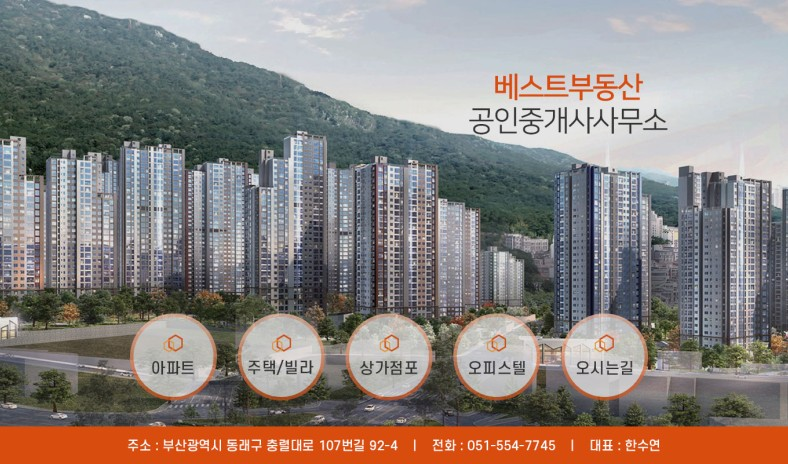 베스트부동산
공인중개사사무소
아파트
주택/빌라
상가점포
오피스텔
오시는길
주소 : 부산광역시 동래구 충렬대로 107번길 92-4 | 전화 : 051-554-7745 | 대표 : 한수연